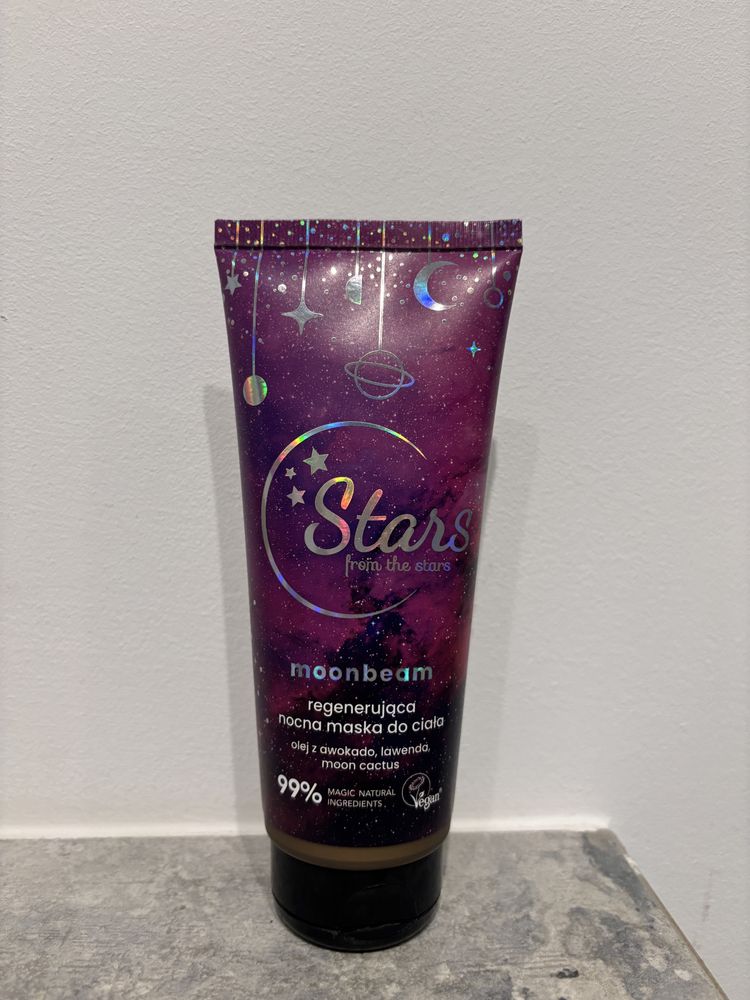 Stars
from the stars
moonbeam
regenerująca
nocna maska do ciała
olej z awokado, lawenda,
moon cactus
99% MAGIC NATURAL
INGREDIENTS
Vegan